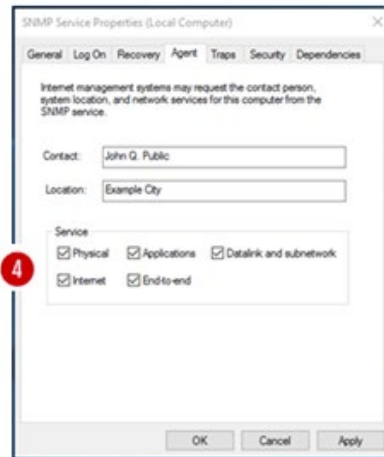 SNMP Service Properties (Local Computer)
General Log On Recovery Agent Traps Security Dependencies
Internet management systems may request the contact person,
system location, and network services for this computer from the
SNMP service.
Contact: John Q. Public
Location: Example City
Service
Physical Applications Datalink and subnetwork
4
Internet End-to-end
OK Cancel Apply